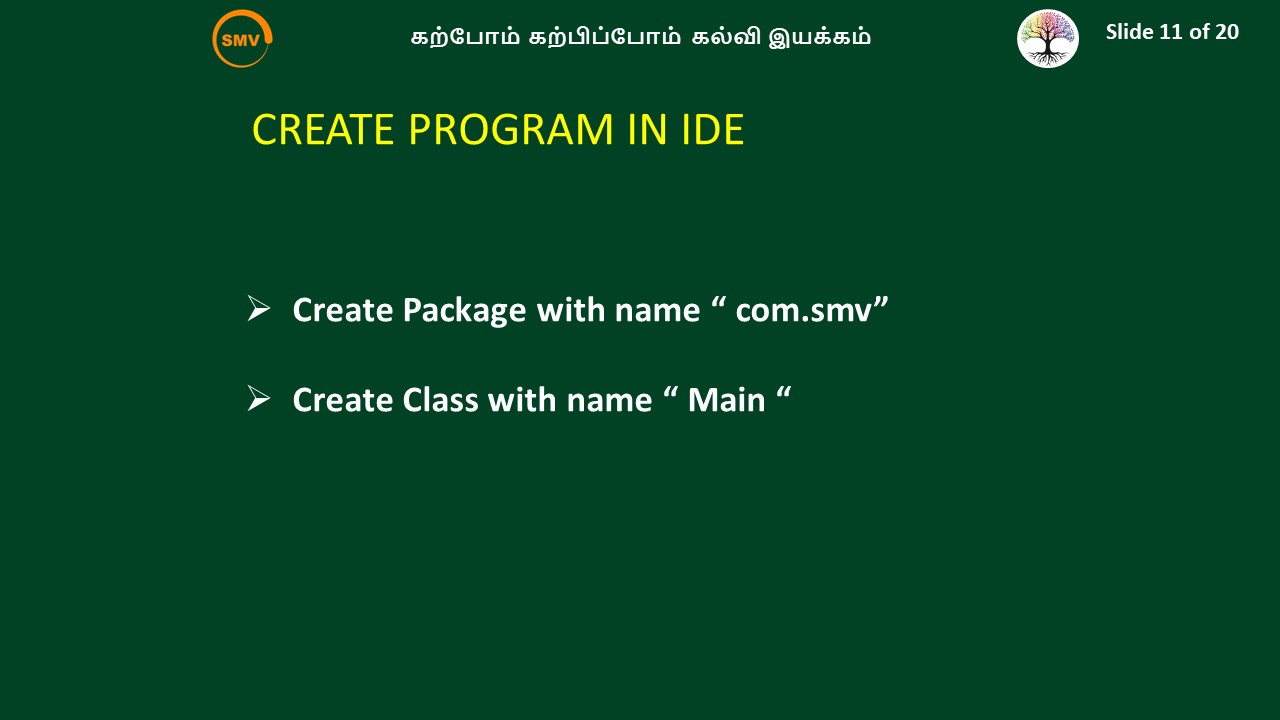 SMV
கற்போம் கற்பிப்போம் கல்வி இயக்கம்
Slide 11 of 20
CREATE PROGRAM IN IDE
➢ Create Package with name “ com.smv”
➢ Create Class with name “ Main “